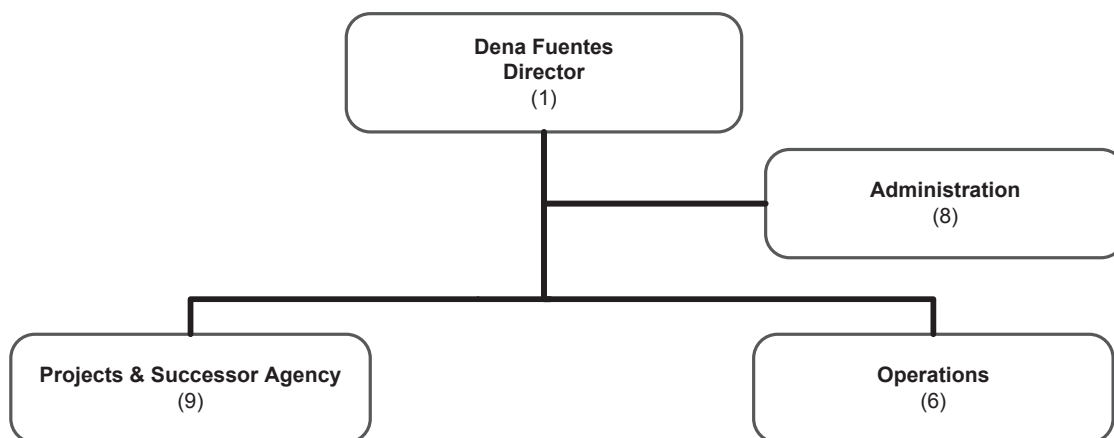 Dena Fuentes
Director
(1)
Administration
(8)
Projects & Successor Agency
(9)
Operations
(6)